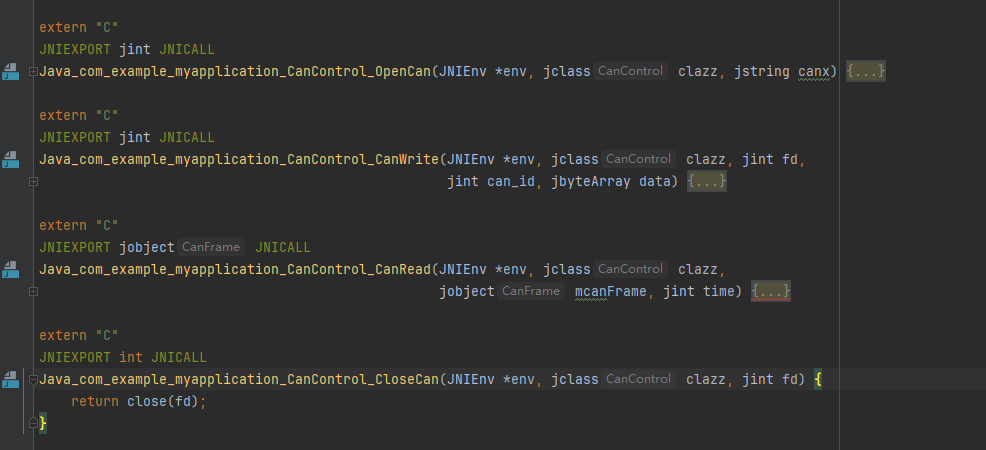 extern "C"
JNIEXPORT jint JNICALL
Java_com_example_myapplication_CanControl_OpenCan(JNIEnv *env, jclass CanControl clazz, jstring canx) {...}
extern "C"
JNIEXPORT jint JNICALL
Java_com_example_myapplication_CanControl_CanWrite(JNIEnv *env, jclass CanControl clazz, jint fd,
jint can_id, jbyteArray data) {...}
extern "C"
JNIEXPORT jobject CanFrame JNICALL
Java_com_example_myapplication_CanControl_CanRead(JNIEnv *env, jclass CanControl clazz,
jobject CanFrame mcanFrame, jint time) {...}
extern "C"
JNIEXPORT int JNICALL
Java_com_example_myapplication_CanControl_CloseCan(JNIEnv *env, jclass CanControl clazz, jint fd) {
return close(fd);
}